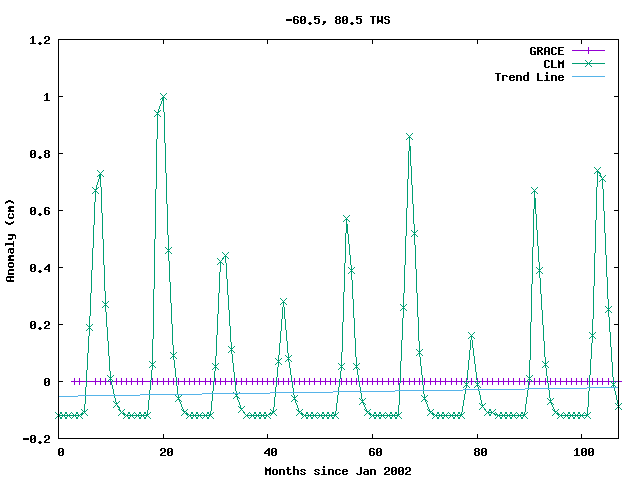 -60.5, 80.5 TWS
GRACE
CLM
Trend Line
1.2
1
0.8
0.6
0.4
0.2
0
-0.2
Anomaly (cm)
0 20 40 60 80 100
Months since Jan 2002